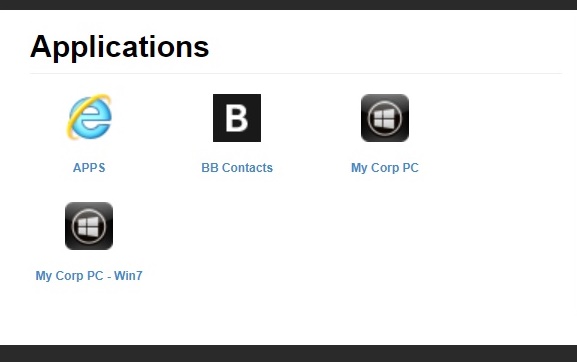 Applications
B
APPS
BB Contacts
My Corp PC
My Corp PC - Win7